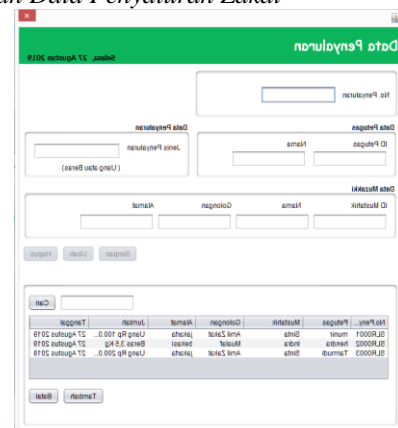 an Data Penyaluran Zakat
Data Penyaluran
Selasa, 27 Agustus 2019
No. Penyaluran
Data Petugas Data Penyaluran
ID Petugas Nama Jenis Penyaluran
( Uang atau Beras)
Data Muzakki
ID Mustahik Nama Golongan Alamat
Simpan Ubah Hapus
Cari
No Peny... Petugas Mustahik Golongan Alamat Jumlah Tanggal
SLR0001 munir Sinta Amil Zakat jakarta Uang Rp 100.0... 27 Agustus 2019
SLR0002 hendra Indra Mualaf bekasi Beras 3.5 Kg 27 Agustus 2019
SLR0003 Tamudi Sinta Amil Zakat jakarta Uang Rp 200.0... 27 Agustus 2019
Tambah Batal